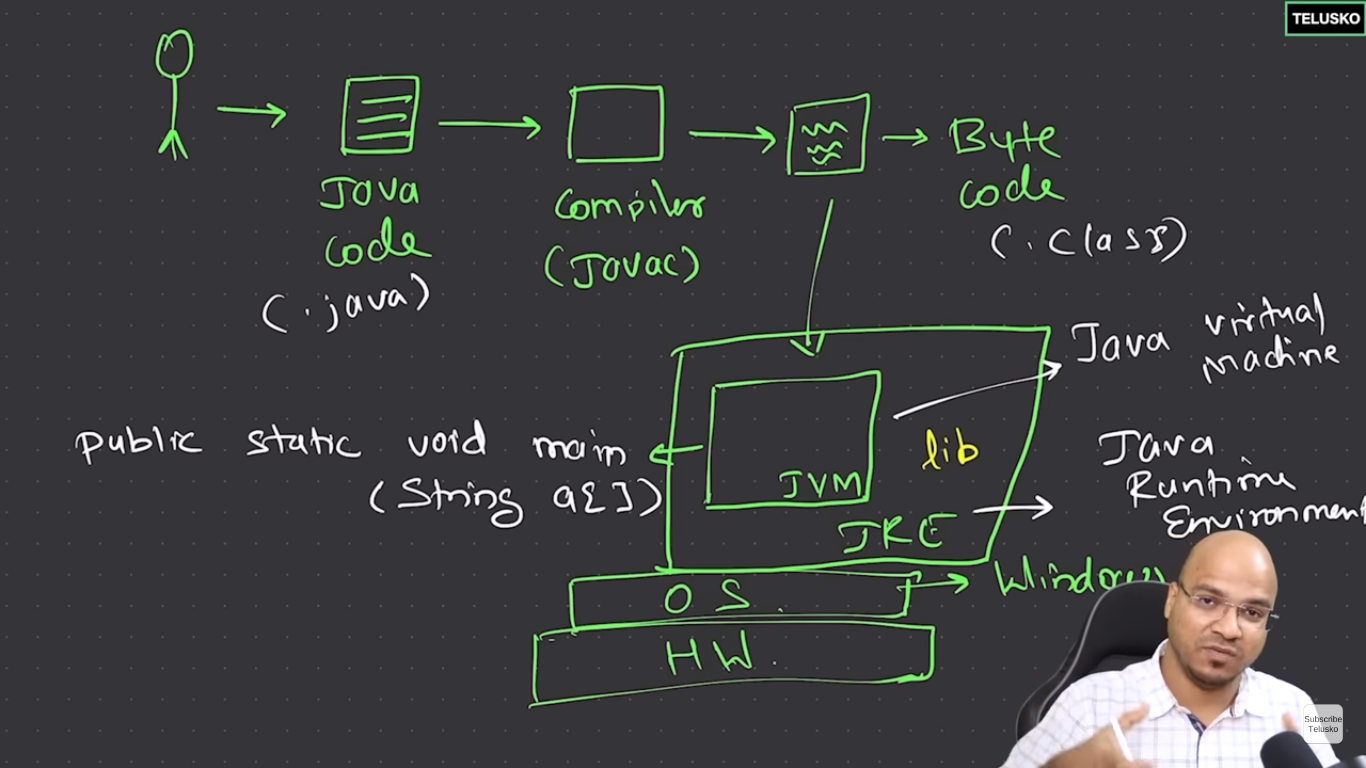 TELUSKO
Java
code
(.java)
Compiler
(Javac)
Byte
code
(.class)
Java virtual
machine
public static void main
(String a[])
lib
JVM
Java
Runtime
Environment
JRE
OS.
Windows
HW.
Subscribe
Telusko